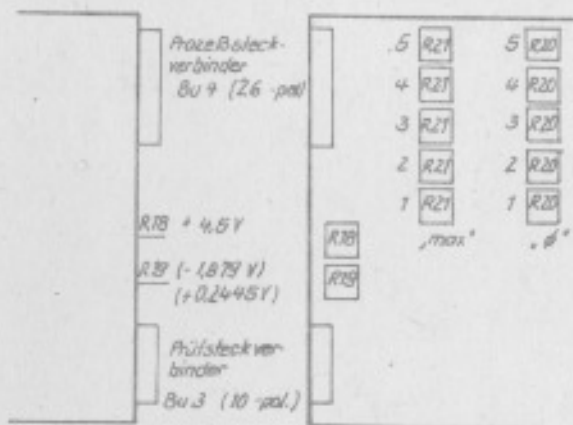 Prozeßsteck-
verbinder
Bu 4 (26-pol)
R18 + 4,5 V
R19 (- 1,879 V)
(+0,2445 V)
Prüfsteckver-
binder
Bu 3 (10-pol.)
5 R21 5 R20
4 R21 4 R20
3 R21 3 R20
2 R21 2 R20
1 R21 1 R20
„max" „ø"
R18
R19